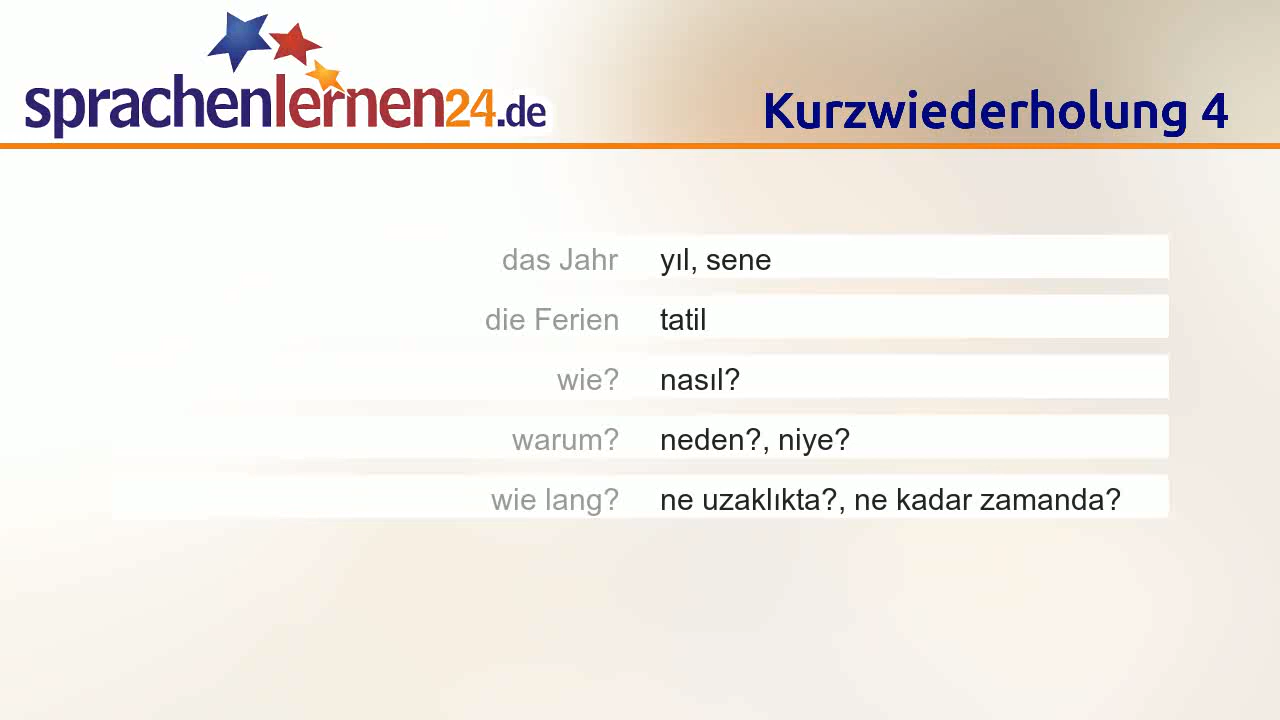 sprachenlernen24.de
Kurzwiederholung 4
das Jahr yıl, sene
die Ferien tatil
wie? nasıl?
warum? neden?, niye?
wie lang? ne uzaklıkta?, ne kadar zamanda?